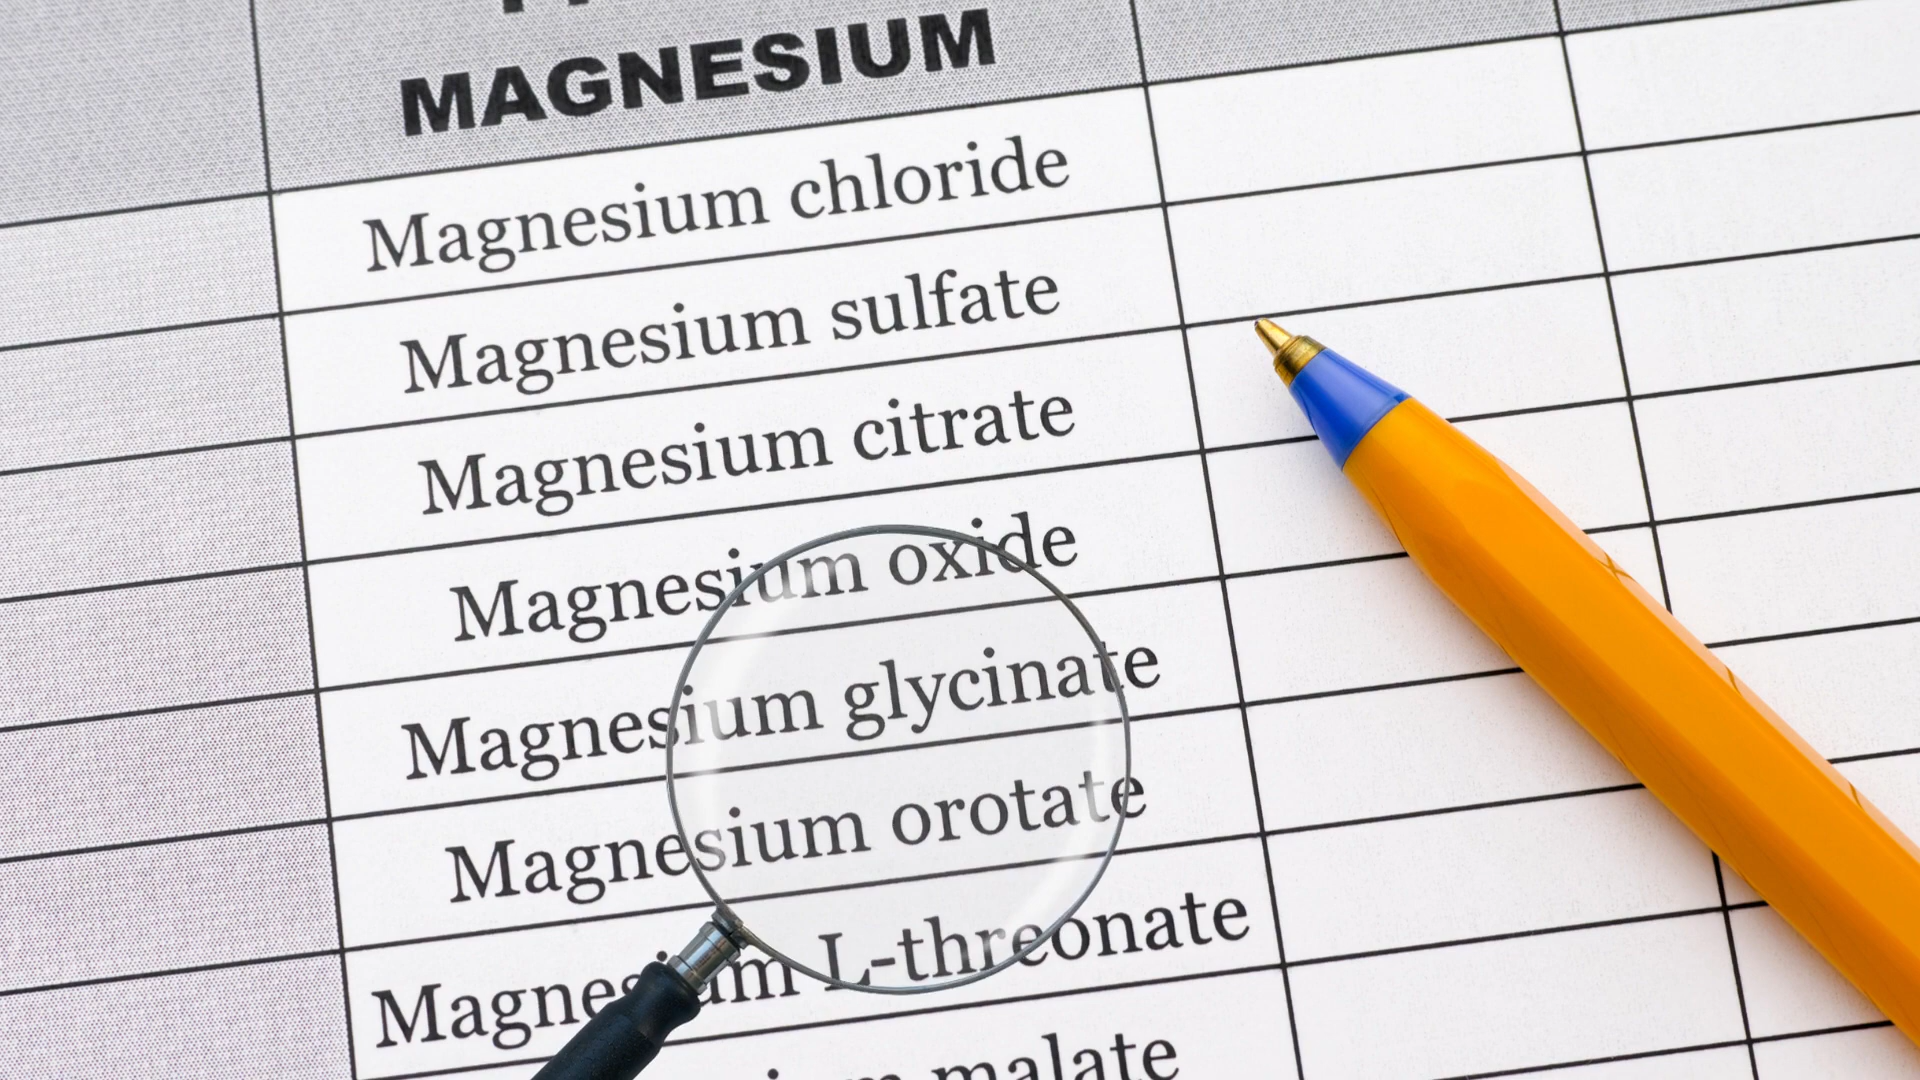 MAGNESIUM
Magnesium chloride
Magnesium sulfate
Magnesium citrate
Magnesium oxide
Magnesium glycinate
Magnesium orotate
Magnesium L-threonate
malate